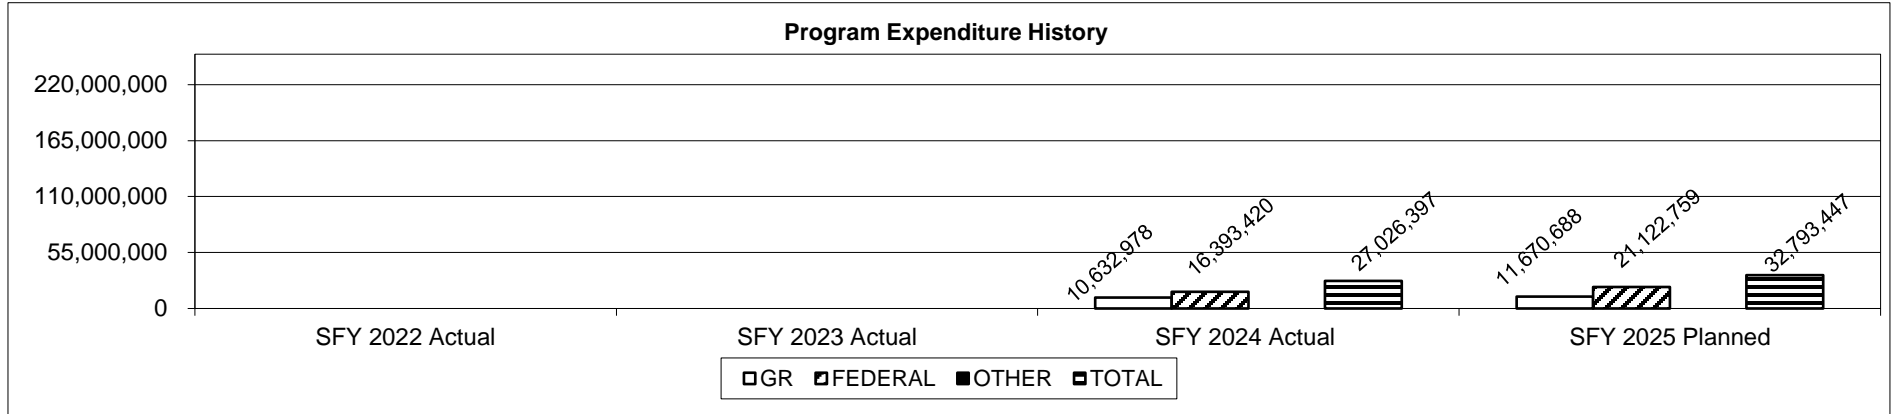 Program Expenditure History
220,000,000
165,000,000
110,000,000
55,000,000
0
10,632,978
16,393,420
27,026,397
11,670,688
21,122,759
32,793,447
SFY 2022 Actual
SFY 2023 Actual
SFY 2024 Actual
SFY 2025 Planned
GR FEDERAL OTHER TOTAL